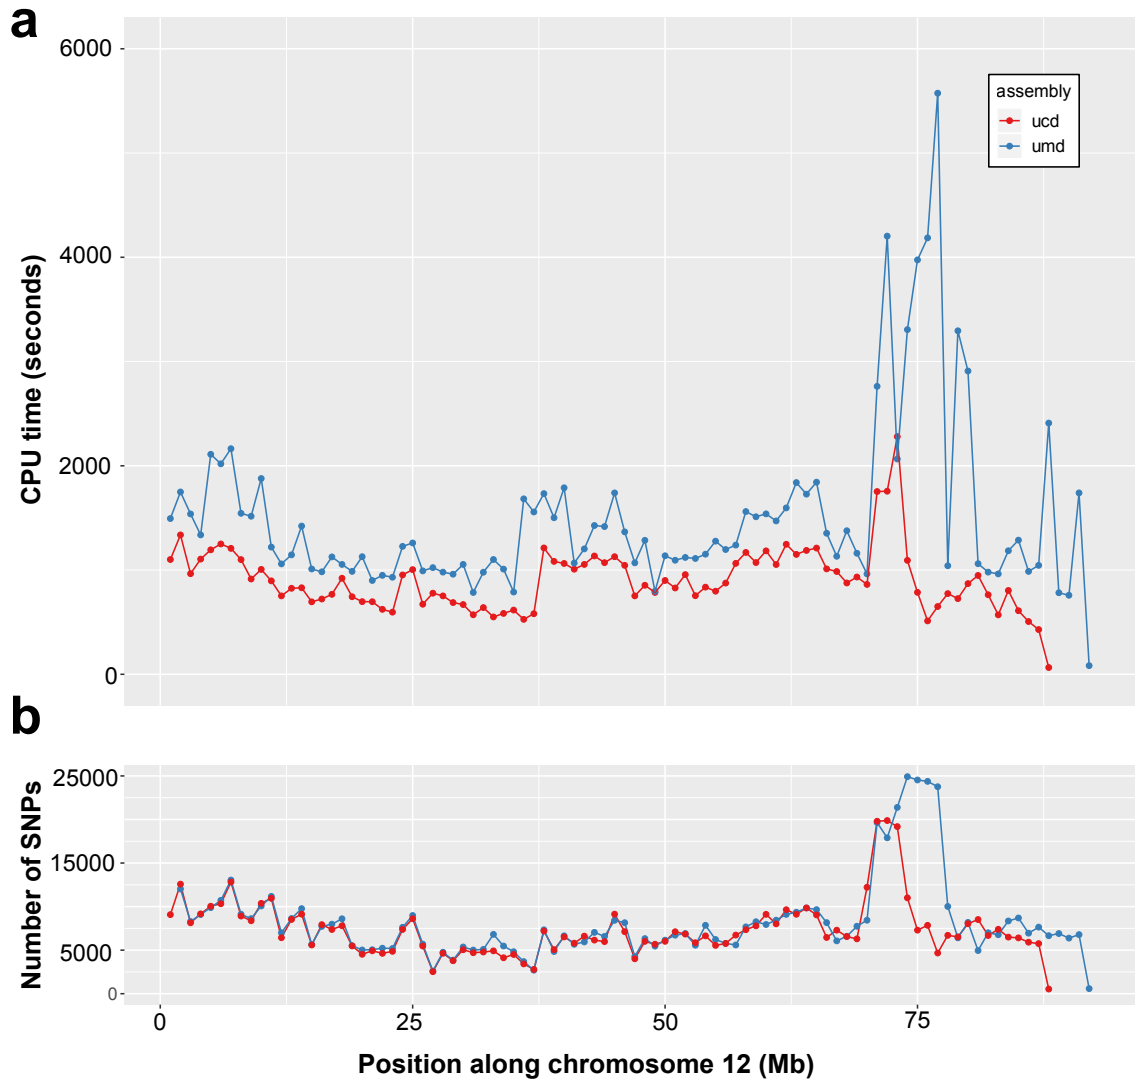 a
6000
4000
2000
0
CPU time (seconds)
assembly
ucd
umd
b
25000
15000
5000
0
Number of SNPs
0 25 50 75
Position along chromosome 12 (Mb)